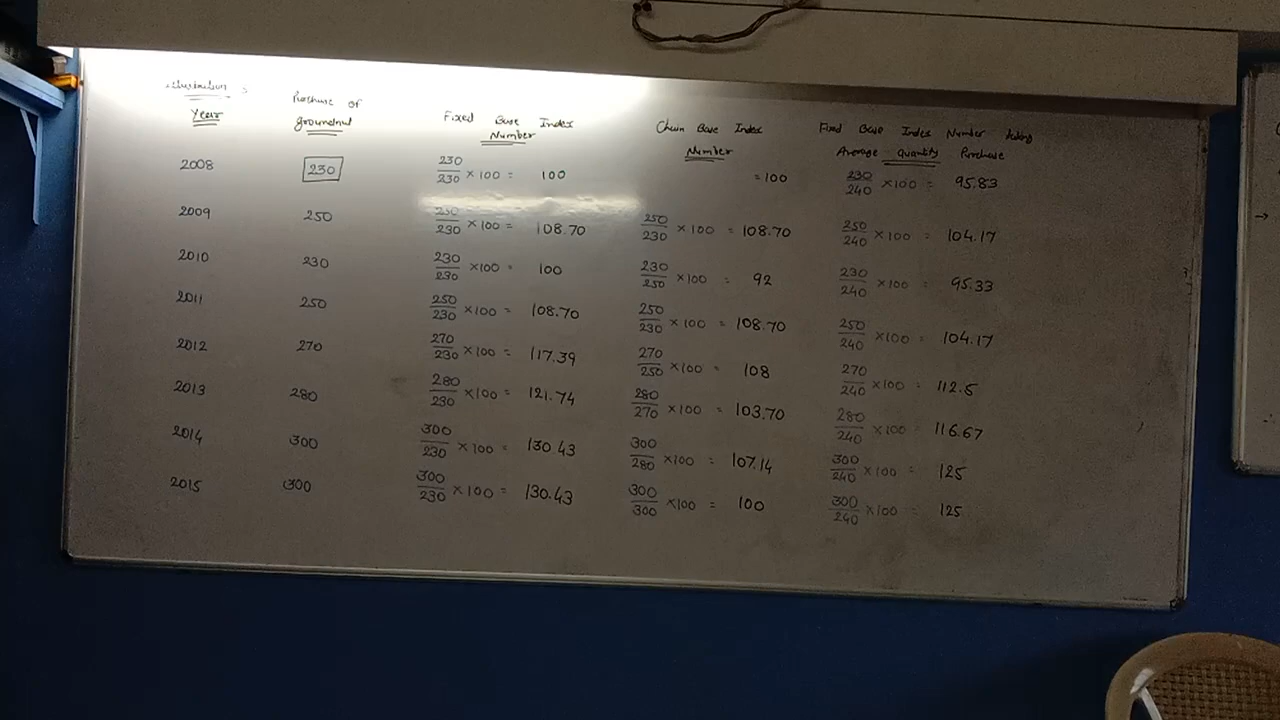 Illustration :
Year Purchase of groundnut Fixed Base Index Number Chain Base Index Number Fixed Base Index Number taking Average quantity Purchase
2008 230 230/230 × 100 = 100 = 100 230/240 × 100 = 95.83
2009 250 250/230 × 100 = 108.70 250/230 × 100 = 108.70 250/240 × 100 = 104.17
2010 230 230/230 × 100 = 100 230/250 × 100 = 92 230/240 × 100 = 95.33
2011 250 250/230 × 100 = 108.70 250/230 × 100 = 108.70 250/240 × 100 = 104.17
2012 270 270/230 × 100 = 117.39 270/250 × 100 = 108 270/240 × 100 = 112.5
2013 280 280/230 × 100 = 121.74 280/270 × 100 = 103.70 280/240 × 100 = 116.67
2014 300 300/230 × 100 = 130.43 300/280 × 100 = 107.14 300/240 × 100 = 125
2015 300 300/230 × 100 = 130.43 300/300 × 100 = 100 300/240 × 100 = 125